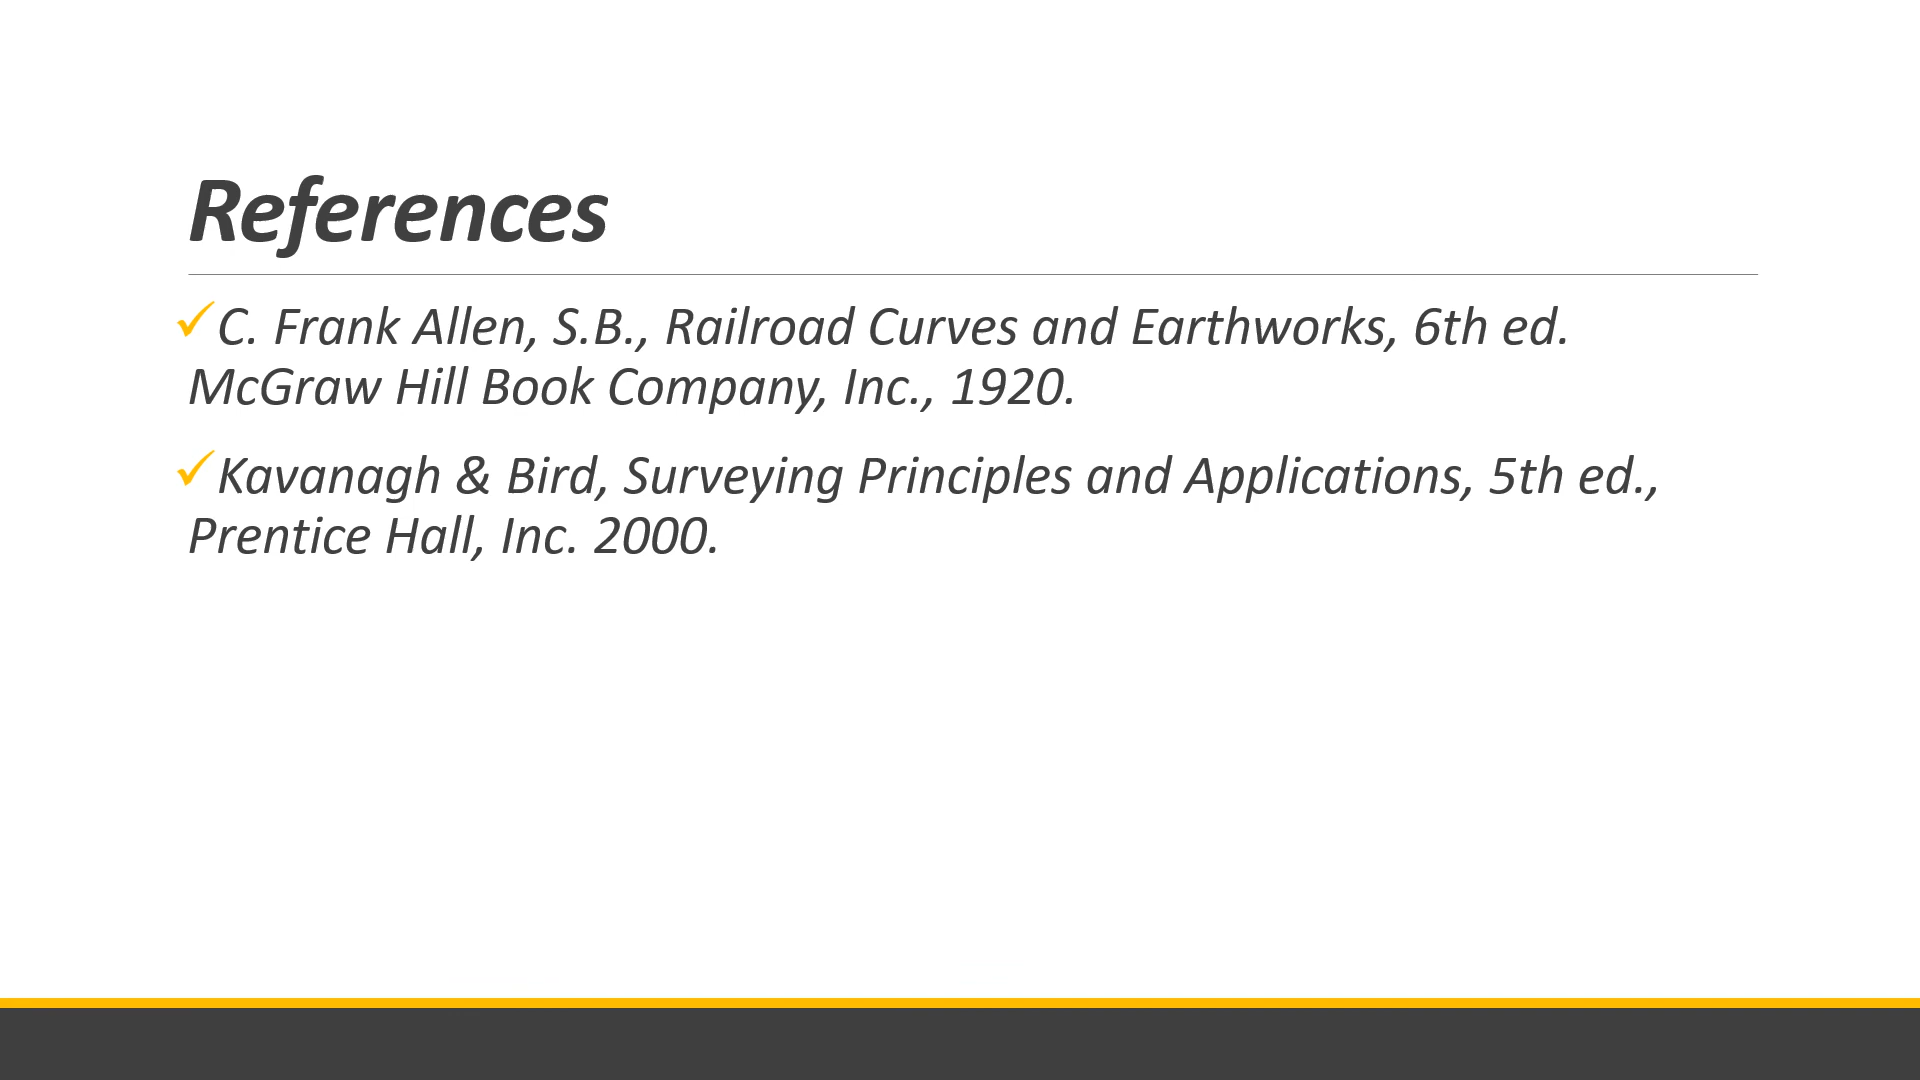 References
✓C. Frank Allen, S.B., Railroad Curves and Earthworks, 6th ed.
McGraw Hill Book Company, Inc., 1920.
✓Kavanagh & Bird, Surveying Principles and Applications, 5th ed.,
Prentice Hall, Inc. 2000.